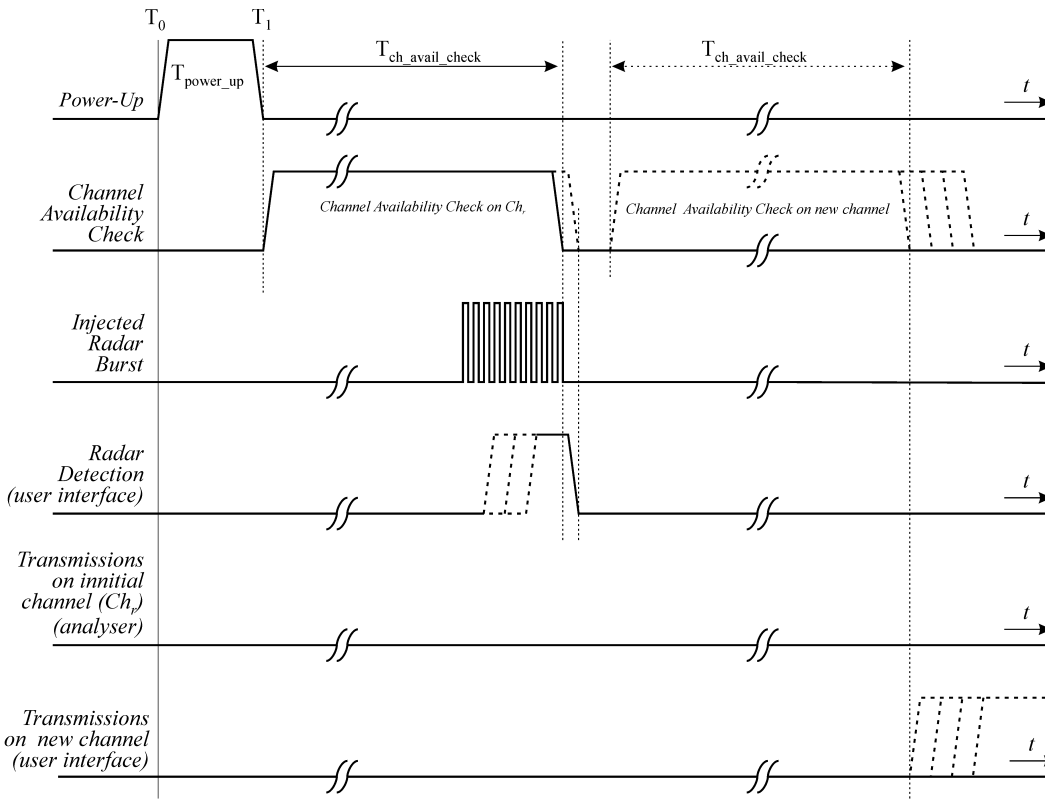 T0 T1
Tpower_up
Tch_avail_check
Tch_avail_check
Power-Up
t
Channel
Availability
Check
Channel Availability Check on Chr
Channel Availability Check on new channel
t
Injected
Radar
Burst
t
Radar
Detection
(user interface)
t
Transmissions
on innitial
channel (Chr)
(analyser)
t
Transmissions
on new channel
(user interface)
t